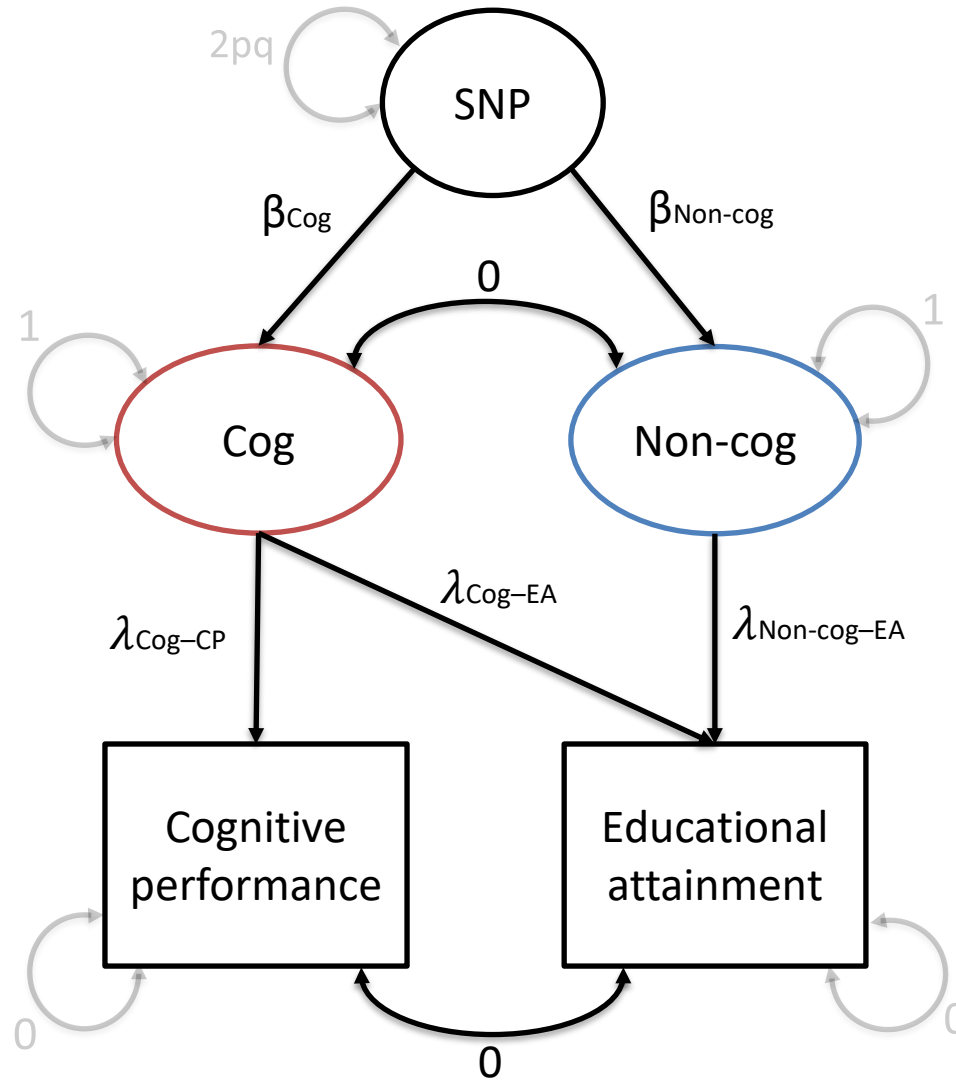 2pq
SNP
βCog
βNon-cog
0
1
1
Cog
Non-cog
λCog–EA
λCog–CP
λNon-cog–EA
Cognitive
performance
Educational
attainment
0
0
0